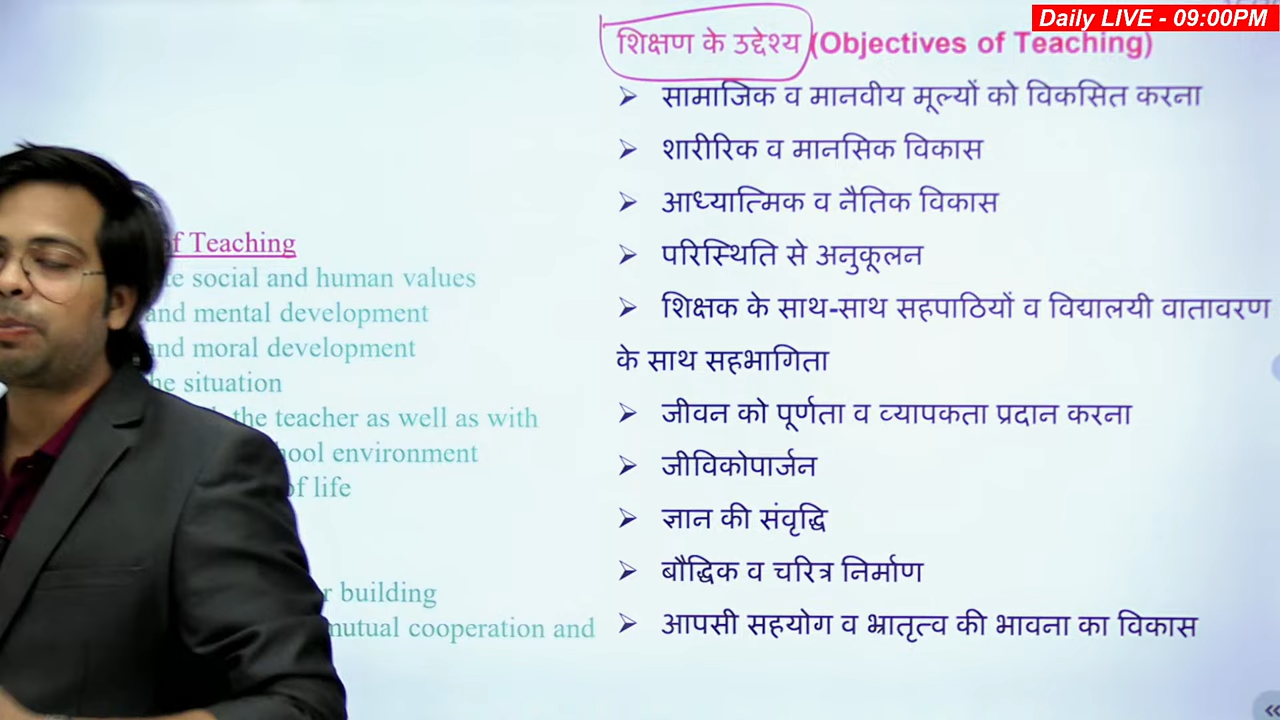 Daily LIVE - 09:00PM
शिक्षण के उद्देश्य (Objectives of Teaching)
➤ सामाजिक व मानवीय मूल्यों को विकसित करना
➤ शारीरिक व मानसिक विकास
➤ आध्यात्मिक व नैतिक विकास
➤ परिस्थिति से अनुकूलन
➤ शिक्षक के साथ-साथ सहपाठियों व विद्यालयी वातावरण
के साथ सहभागिता
➤ जीवन को पूर्णता व व्यापकता प्रदान करना
➤ जीविकोपार्जन
➤ ज्ञान की संवृद्धि
➤ बौद्धिक व चरित्र निर्माण
➤ आपसी सहयोग व भ्रातृत्व की भावना का विकास
of Teaching
social and human values
and mental development
and moral development
situation
the teacher as well as with
environment
of life
building
mutual cooperation and